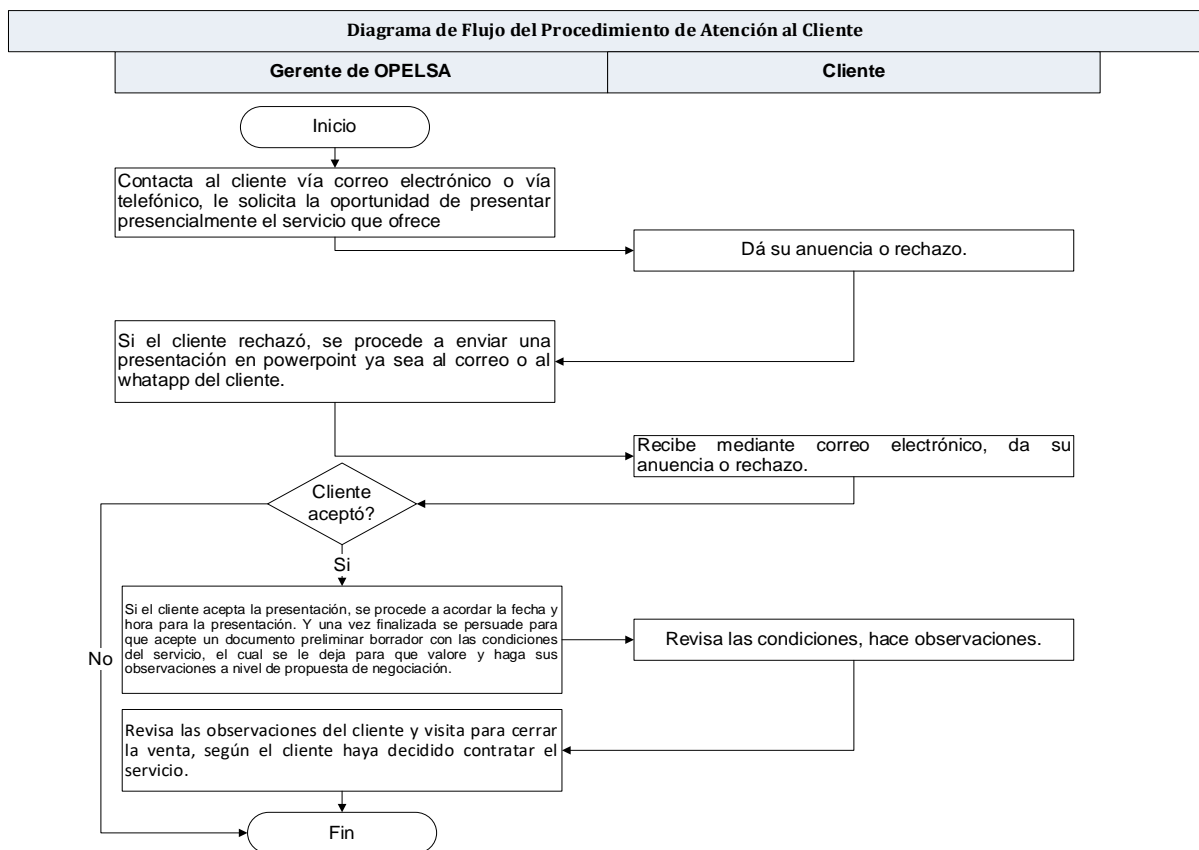 Diagrama de Flujo del Procedimiento de Atención al Cliente
Gerente de OPELSA
Cliente
Inicio
Contacta al cliente vía correo electrónico o vía
telefónico, le solicita la oportunidad de presentar
presencialmente el servicio que ofrece
Dá su anuencia o rechazo.
Si el cliente rechazó, se procede a enviar una
presentación en powerpoint ya sea al correo o al
whatapp del cliente.
Recibe mediante correo electrónico, da su
anuencia o rechazo.
Cliente
aceptó?
Si
Si el cliente acepta la presentación, se procede a acordar la fecha y
hora para la presentación. Y una vez finalizada se persuade para
que acepte un documento preliminar borrador con las condiciones
del servicio, el cual se le deja para que valore y haga sus
observaciones a nivel de propuesta de negociación.
Revisa las condiciones, hace observaciones.
No
Revisa las observaciones del cliente y visita para cerrar
la venta, según el cliente haya decidido contratar el
servicio.
Fin